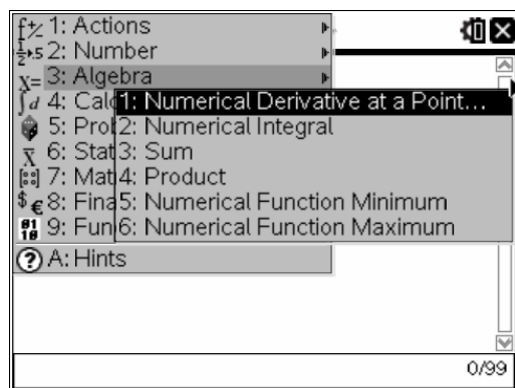 1: Actions
2: Number
3: Algebra
4: Calc
1: Numerical Derivative at a Point...
5: Prol
2: Numerical Integral
6: Stat
3: Sum
7: Mat
4: Product
8: Fina
5: Numerical Function Minimum
9: Fun
6: Numerical Function Maximum
A: Hints
0/99